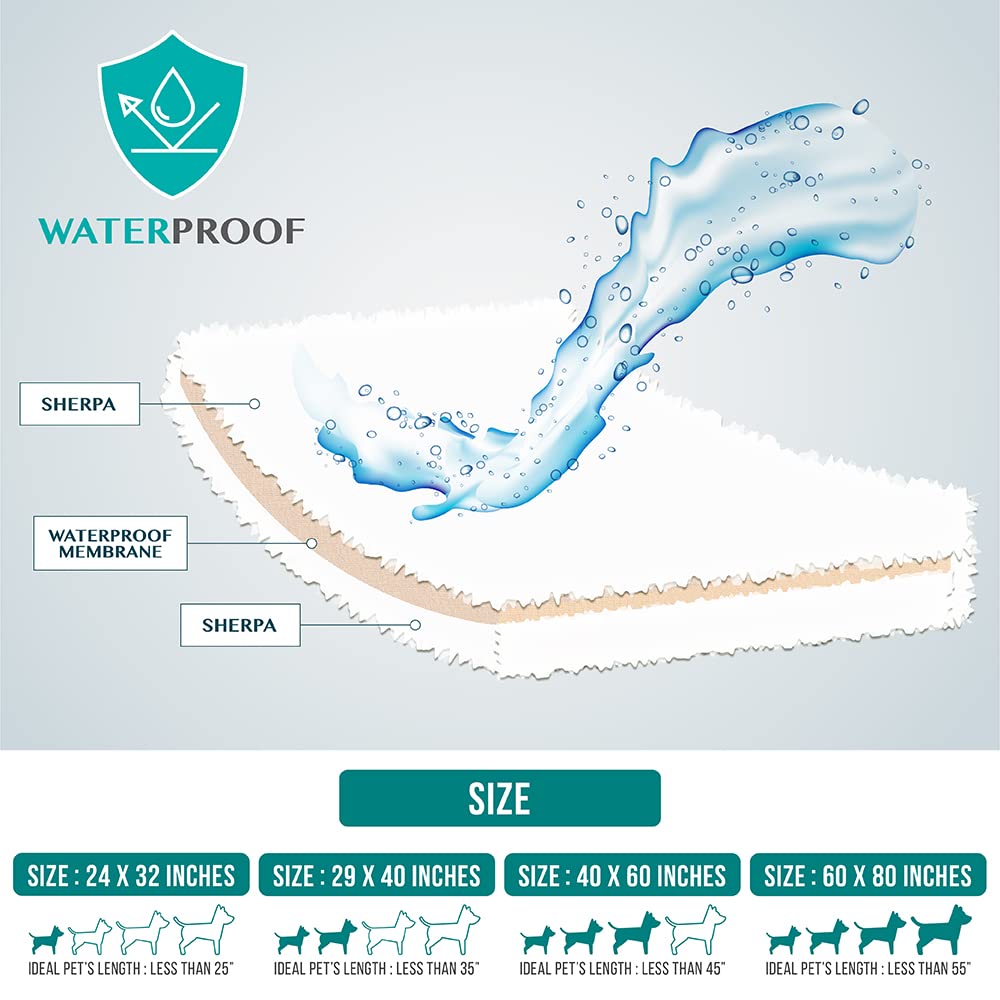 WATERPROOF
SHERPA
WATERPROOF
MEMBRANE
SHERPA
SIZE
SIZE : 24 X 32 INCHES
IDEAL PET'S LENGTH : LESS THAN 25"
SIZE : 29 X 40 INCHES
IDEAL PET'S LENGTH : LESS THAN 35"
SIZE : 40 X 60 INCHES
IDEAL PET'S LENGTH : LESS THAN 45"
SIZE : 60 X 80 INCHES
IDEAL PET'S LENGTH : LESS THAN 55"